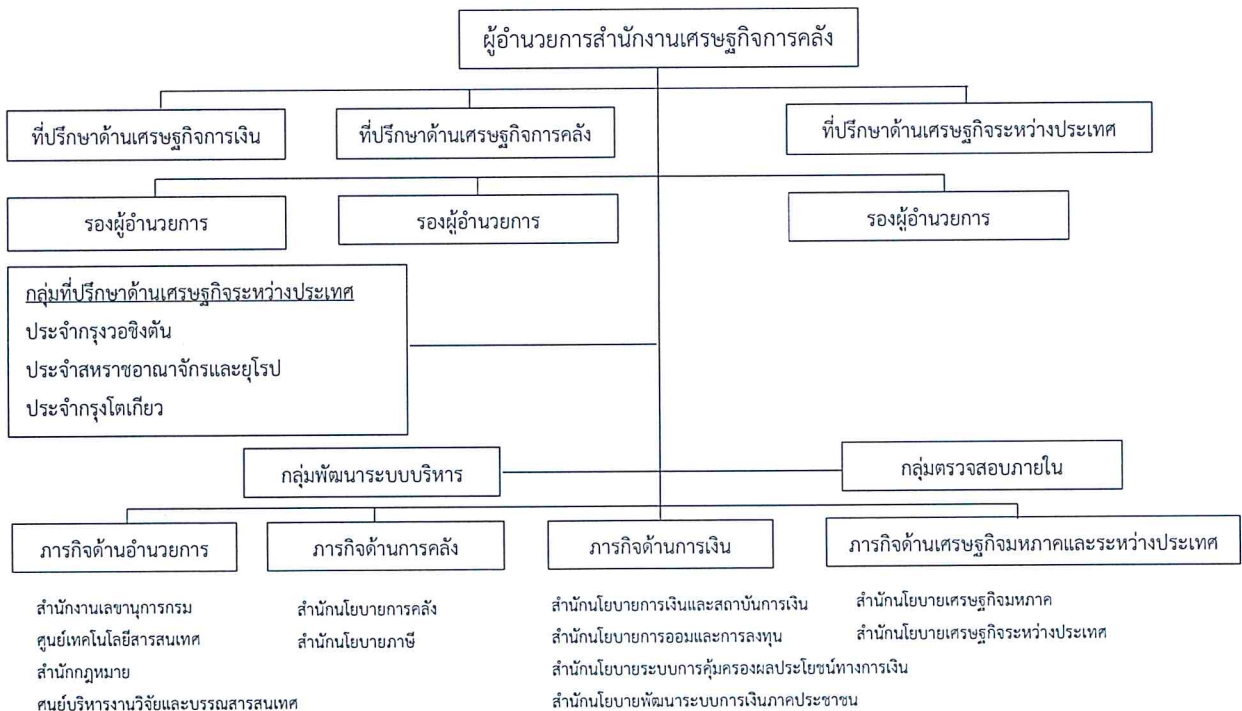 ผู้อำนวยการสำนักงานเศรษฐกิจการคลัง
ที่ปรึกษาด้านเศรษฐกิจการเงิน
ที่ปรึกษาด้านเศรษฐกิจการคลัง
ที่ปรึกษาด้านเศรษฐกิจระหว่างประเทศ
รองผู้อำนวยการ
รองผู้อำนวยการ
รองผู้อำนวยการ
กลุ่มที่ปรึกษาด้านเศรษฐกิจระหว่างประเทศ
ประจำกรุงวอชิงตัน
ประจำสหราชอาณาจักรและยุโรป
ประจำกรุงโตเกียว
กลุ่มพัฒนาระบบบริหาร
กลุ่มตรวจสอบภายใน
ภารกิจด้านอำนวยการ
สำนักงานเลขานุการกรม
ศูนย์เทคโนโลยีสารสนเทศ
สำนักกฎหมาย
ศูนย์บริหารงานวิจัยและบรรณสารสนเทศ
ภารกิจด้านการคลัง
สำนักนโยบายการคลัง
สำนักนโยบายภาษี
ภารกิจด้านการเงิน
สำนักนโยบายการเงินและสถาบันการเงิน
สำนักนโยบายการออมและการลงทุน
สำนักนโยบายระบบการคุ้มครองผลประโยชน์ทางการเงิน
สำนักนโยบายพัฒนาระบบการเงินภาคประชาชน
ภารกิจด้านเศรษฐกิจมหภาคและระหว่างประเทศ
สำนักนโยบายเศรษฐกิจมหภาค
สำนักนโยบายเศรษฐกิจระหว่างประเทศ